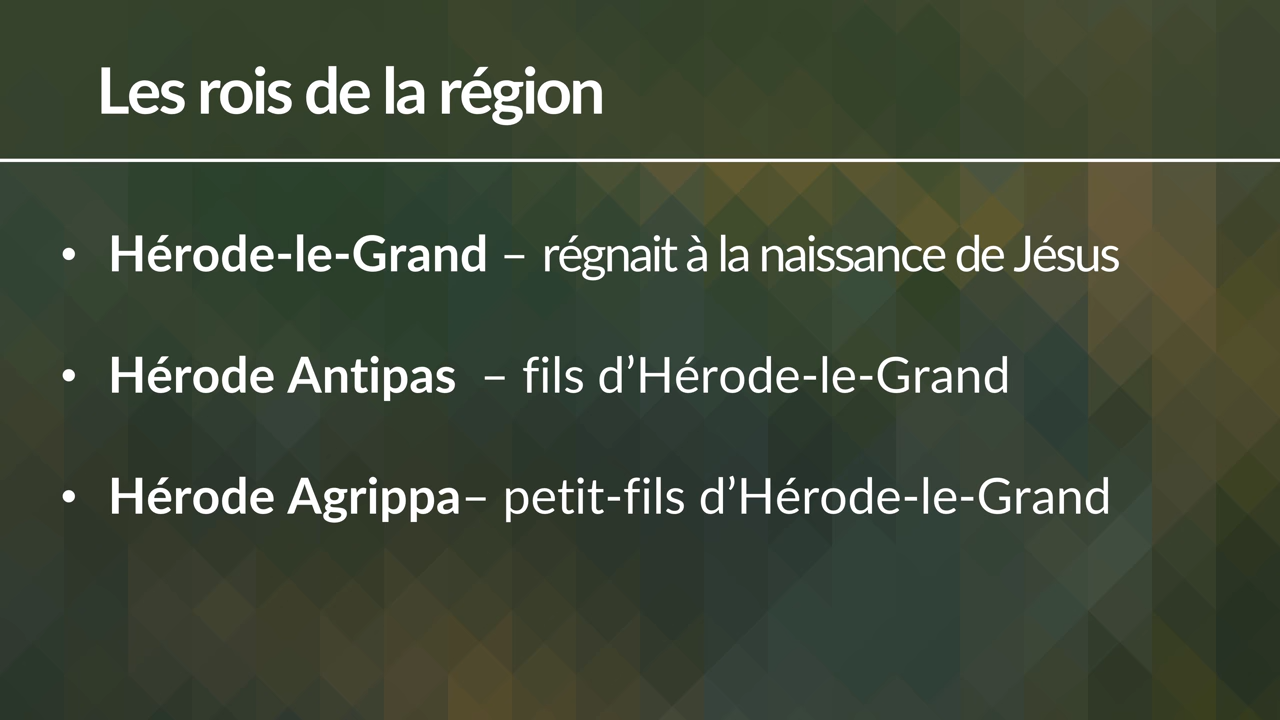 Les rois de la région
• Hérode-le-Grand – régnait à la naissance de Jésus
• Hérode Antipas – fils d’Hérode-le-Grand
• Hérode Agrippa– petit-fils d’Hérode-le-Grand